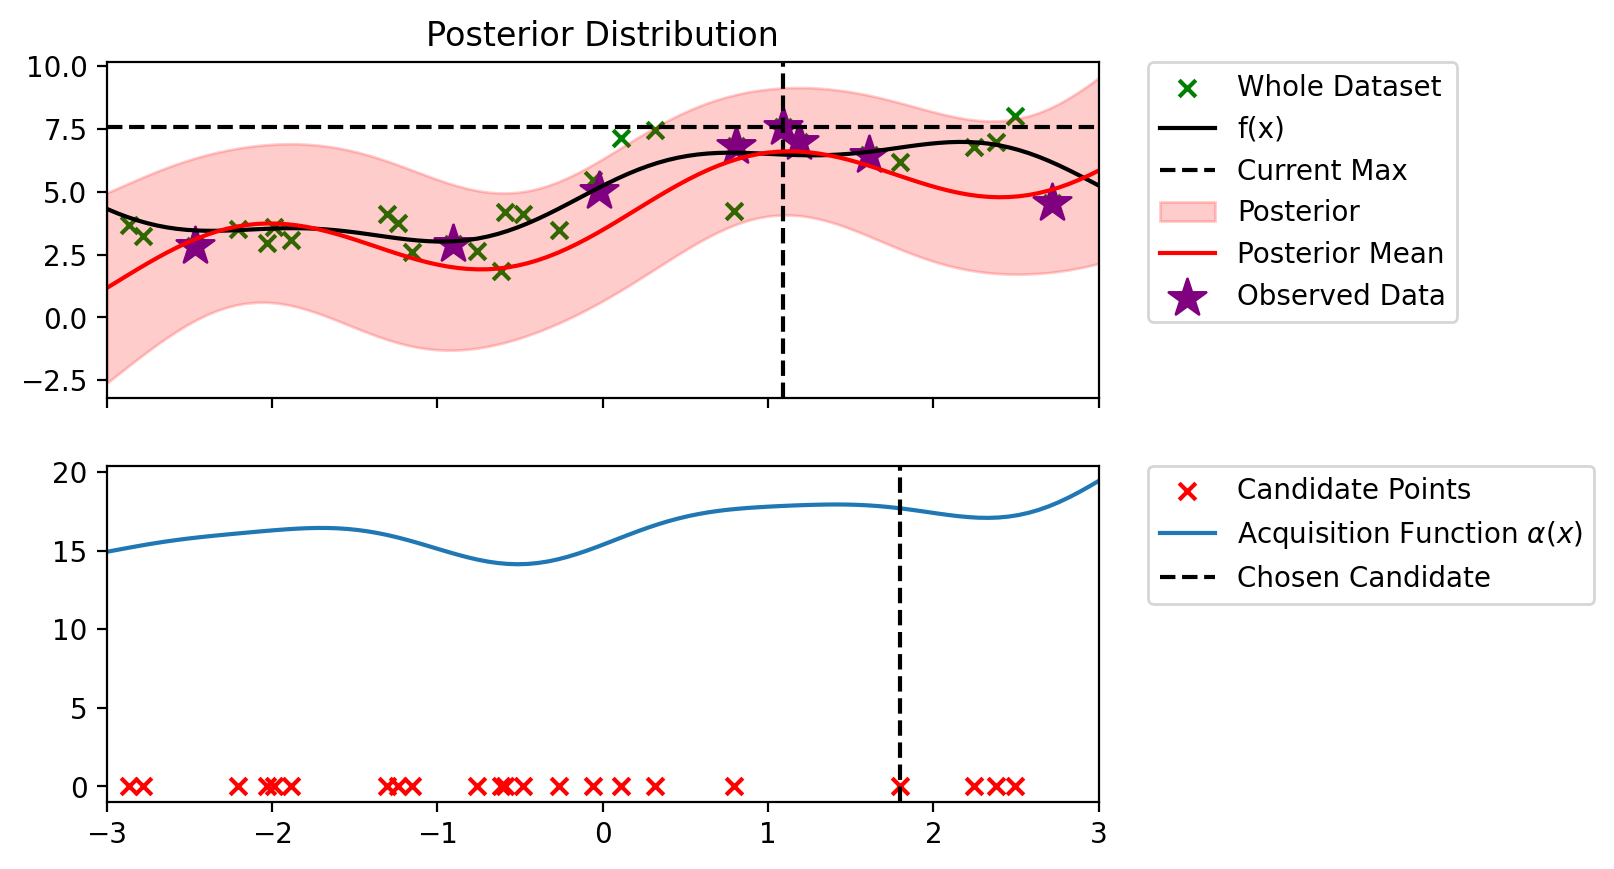 Posterior Distribution
10.0
7.5
5.0
2.5
0.0
−2.5
Whole Dataset
f(x)
Current Max
Posterior
Posterior Mean
Observed Data
20
15
10
5
0
−3
−2
−1
0
1
2
3
Candidate Points
Acquisition Function α(x)
Chosen Candidate